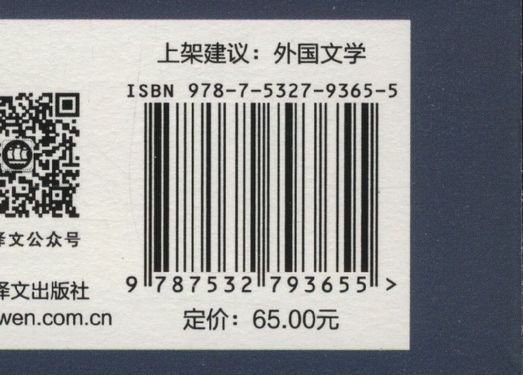 上架建议：外国文学
ISBN 978-7-5327-9365-5
9 787532 793655 >
定价：65.00元
译文公众号
译文出版社
wen.com.cn